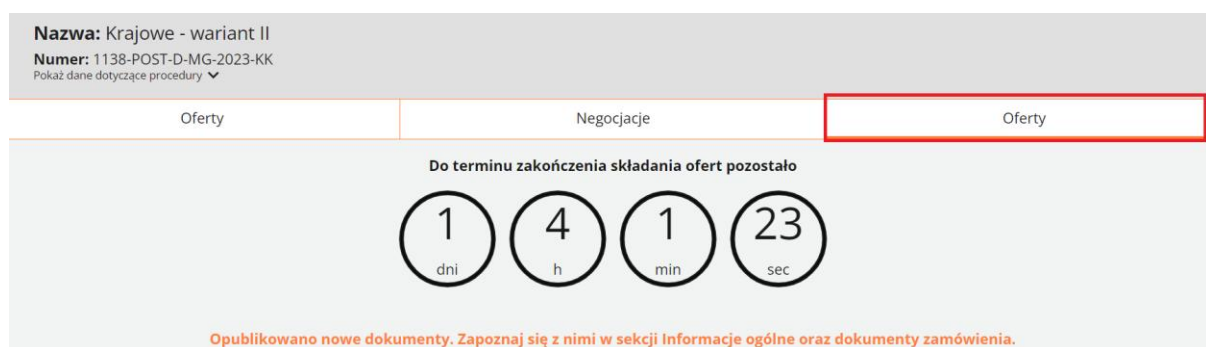 Nazwa: Krajowe - wariant II
Numer: 1138-POST-D-MG-2023-KK
Pokaż dane dotyczące procedury
Oferty
Negocjacje
Oferty
Do terminu zakończenia składania ofert pozostało
1 4 1 23
dni h min sec
Opublikowano nowe dokumenty. Zapoznaj się z nimi w sekcji Informacje ogólne oraz dokumenty zamówienia.